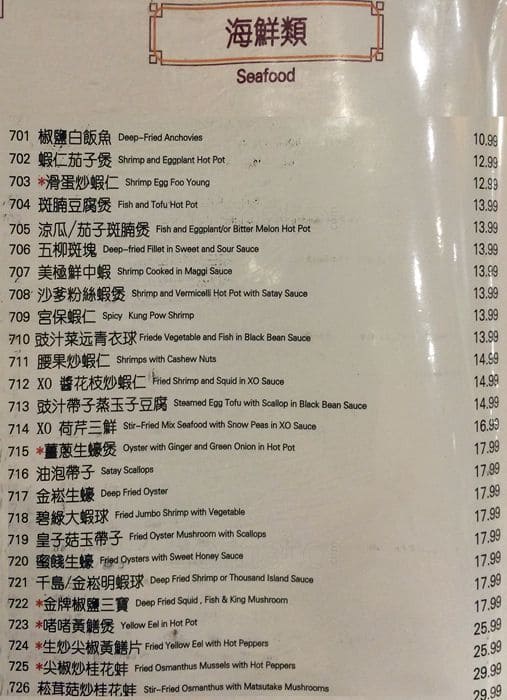 海鮮類
Seafood
701 椒鹽白飯魚 Deep-Fried Anchovies 10.99
702 蝦仁茄子煲 Shrimp and Eggplant Hot Pot 12.99
703 *滑蛋炒蝦仁 Shrimp Egg Foo Young 12.99
704 斑腩豆腐煲 Fish and Tofu Hot Pot 13.99
705 涼瓜/茄子斑腩煲 Fish and Eggplant/or Bitter Melon Hot Pot 13.99
706 五柳斑塊 Deep-fried Fillet in Sweet and Sour Sauce 13.99
707 美極鮮中蝦 Shrimp Cooked in Maggi Sauce 13.99
708 沙爹粉絲蝦煲 Shrimp and Vermicelli Hot Pot with Satay Sauce 13.99
709 宮保蝦仁 Spicy Kung Pow Shrimp 13.99
710 豉汁菜远青衣球 Friede Vegetable and Fish in Black Bean Sauce 13.99
711 腰果炒蝦仁 Shrimps with Cashew Nuts 14.99
712 XO 醬花枝炒蝦仁 Fried Shrimp and Squid in XO Sauce 14.99
713 豉汁帶子蒸玉子豆腐 Steamed Egg Tofu with Scallop in Black Bean Sauce 14.99
714 XO 荷芹三鮮 Stir-Fried Mix Seafood with Snow Peas in XO Sauce 16.99
715 *薑蔥生蠔煲 Oyster with Ginger and Green Onion in Hot Pot 17.99
716 油泡帶子 Satay Scallops 17.99
717 金菘生蠔 Deep Fried Oyster 17.99
718 碧綠大蝦球 Fried Jumbo Shrimp with Vegetable 17.99
719 皇子菇玉帶子 Fried Oyster Mushroom with Scallops 17.99
720 蜜餞生蠔 Fried Oysters with Sweet Honey Sauce 17.99
721 千島/金菘明蝦球 Deep Fried Shrimp or Thousand Island Sauce 17.99
722 *金牌椒鹽三寶 Deep Fried Squid , Fish & King Mushroom 17.99
723 *啫啫黃鱔煲 Yellow Eel in Hot Pot 25.99
724 *生炒尖椒黃鱔片 Fried Yellow Eel with Hot Peppers 25.99
725 *尖椒炒桂花蚌 Fried Osmanthus Mussels with Hot Peppers 29.99
726 菘茸菇炒桂花蚌 Stir-Fried Osmanthus with Matsutake Mushrooms 29.99